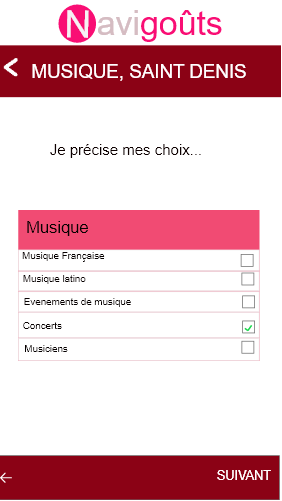 Navigoûts
MUSIQUE, SAINT DENIS
Je précise mes choix...
Musique
Musique Française
Musique latino
Evenements de musique
Concerts
Musiciens
SUIVANT